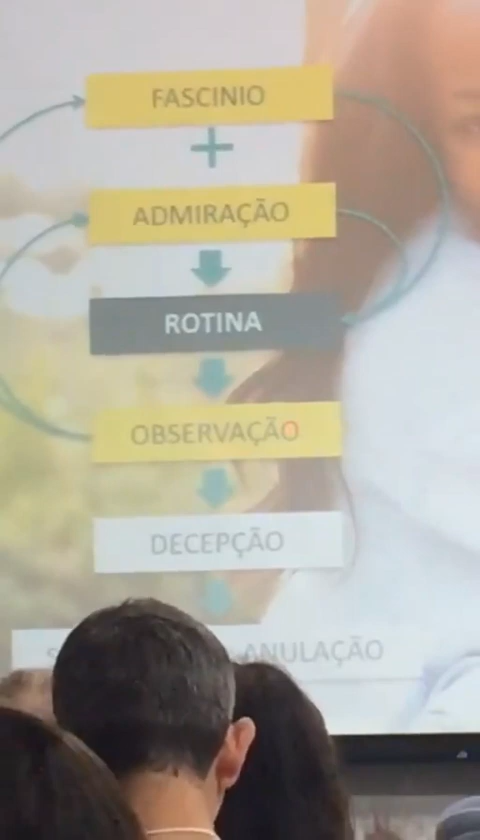 FASCINIO
+
ADMIRAÇÃO
ROTINA
OBSERVAÇÃO
DECEPÇÃO
ANULAÇÃO